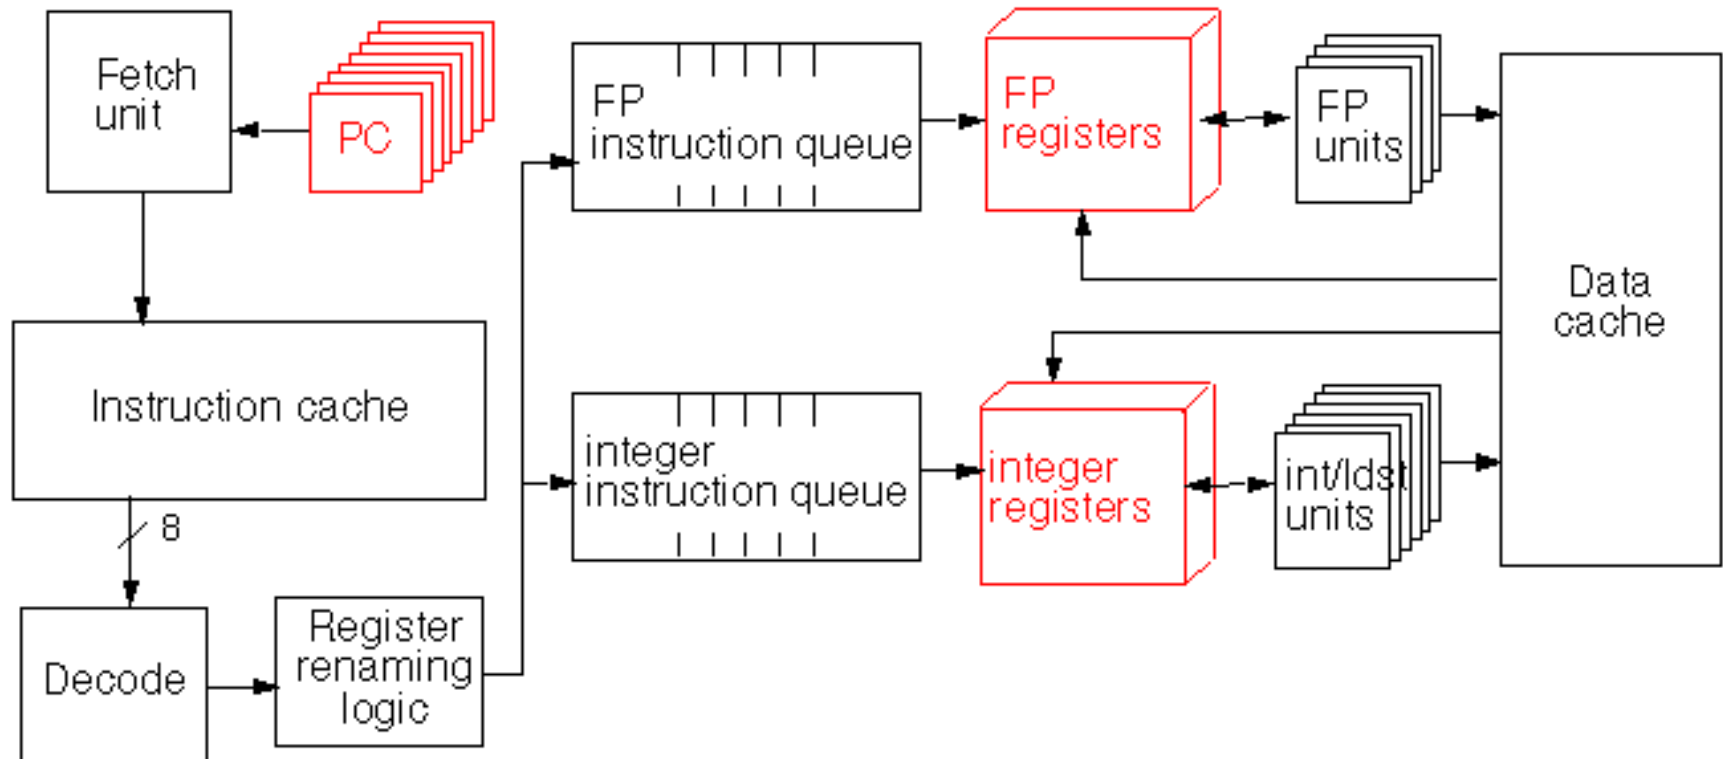 Fetch
unit
PC
FP
instruction queue
FP
registers
FP
units
Data
cache
Instruction cache
integer
instruction queue
integer
registers
int/ldst
units
8
Decode
Register
renaming
logic